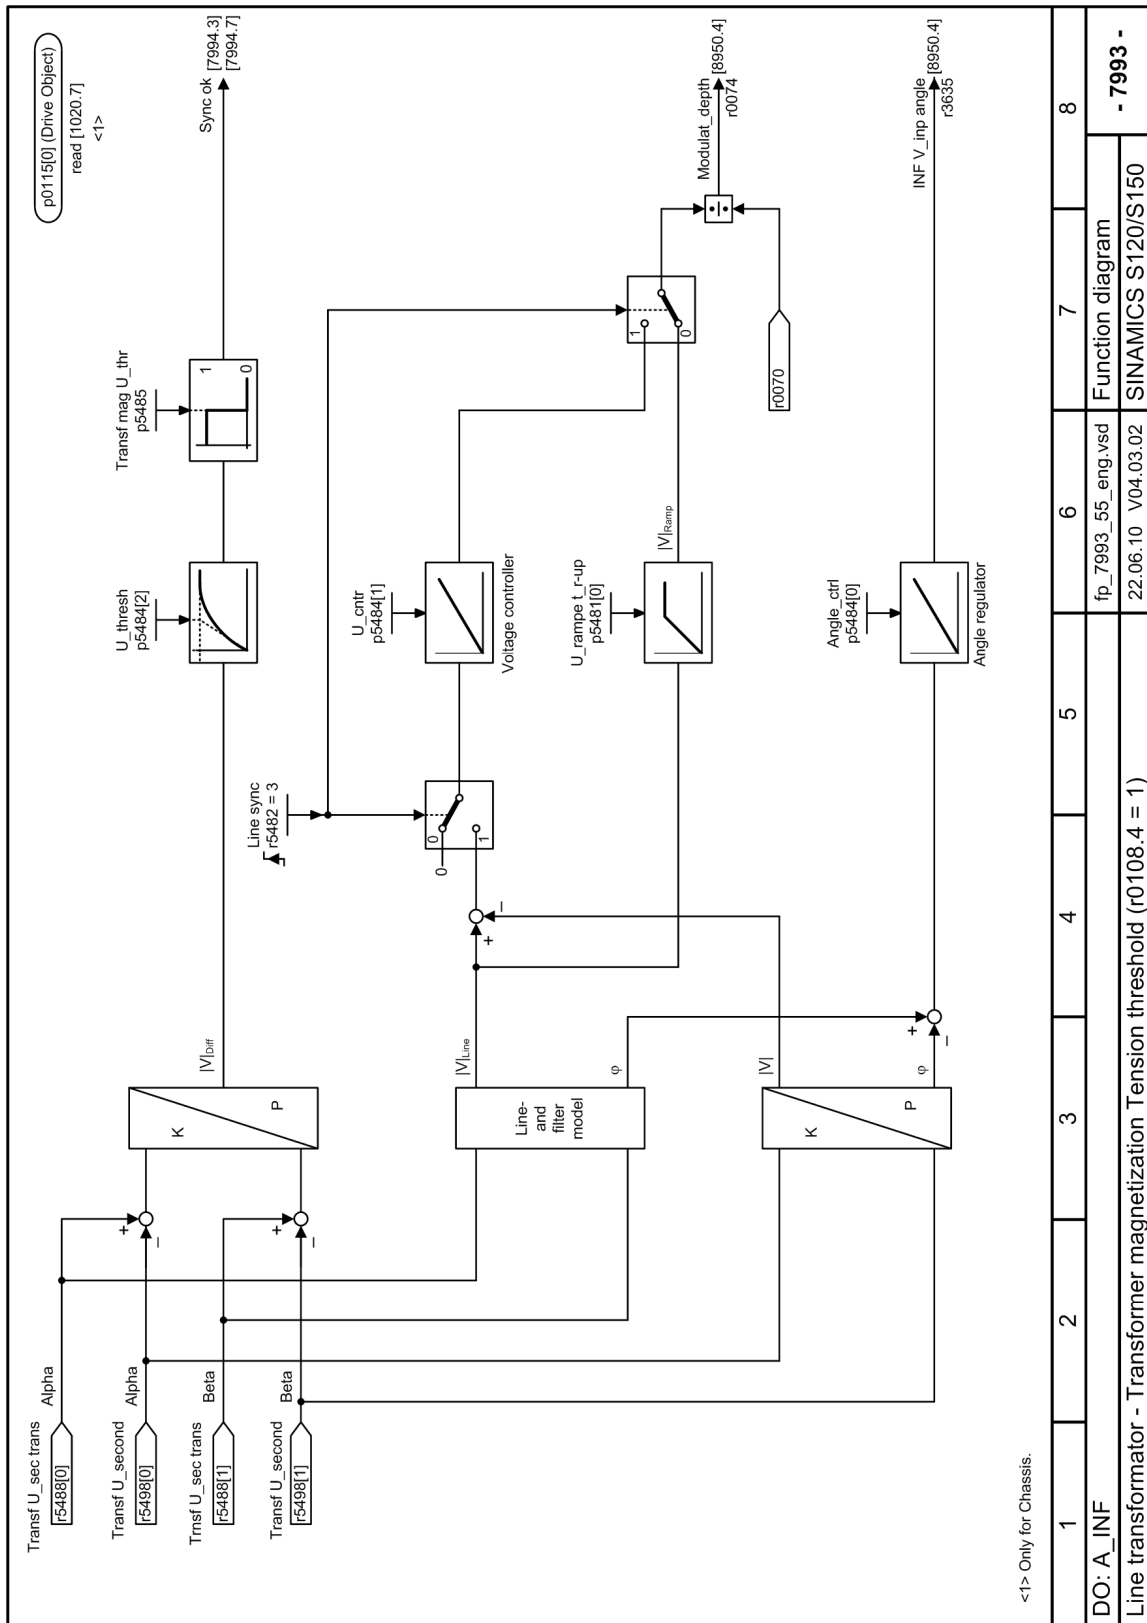 p0115[0] (Drive Object)
read [1020.7]
<1>
Transf U_sec trans
r5488[0]
Alpha
Transf U_second
r5498[0]
Alpha
Trnsf U_sec trans
r5488[1]
Beta
Transf U_second
r5498[1]
Beta
+
–
+
–
K
P
|V|Diff
U_thresh
p5484[2]
Transf mag U_thr
p5485
1
0
Sync ok
[7994.3]
[7994.7]
Line sync
r5482 = 3
0
0
1
U_cntr
p5484[1]
Voltage controller
1
0
Line-
and
filter
model
|V|Line
φ
+
–
U_rampe t_r-up
p5481[0]
|V|Ramp
r0070
Modulat_depth
[8950.4]
r0074
K
P
|V|
φ
+
–
Angle_ctrl
p5484[0]
Angle regulator
INF V_inp angle
[8950.4]
r3635
<1> Only for Chassis.
1
2
3
4
5
6
7
8
DO: A_INF
fp_7993_55_eng.vsd
Function diagram
- 7993 -
Line transformator - Transformer magnetization Tension threshold (r0108.4 = 1)
22.06.10 V04.03.02
SINAMICS S120/S150